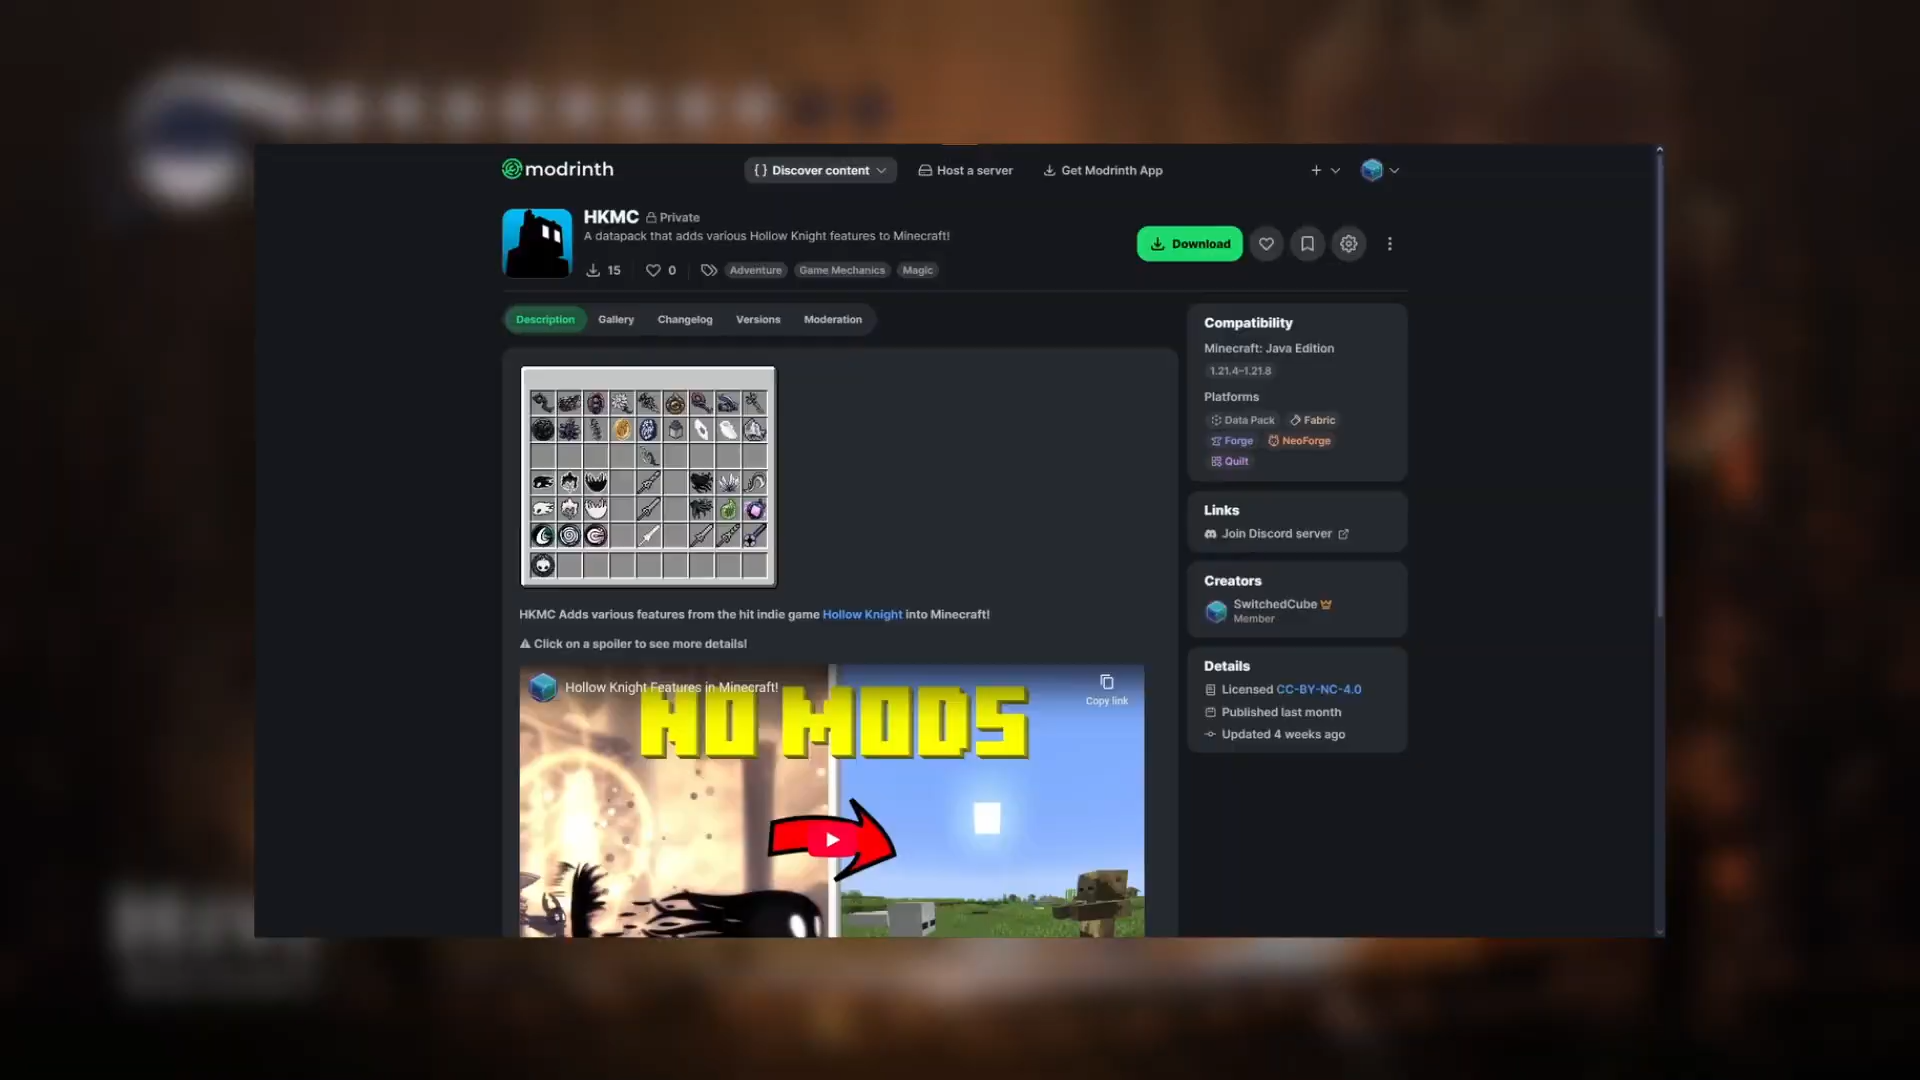 modrinth
Discover content
Host a server
Get Modrinth App
HKMC Private
A datapack that adds various Hollow Knight features to Minecraft!
15
0
Adventure
Game Mechanics
Magic
Download
Description
Gallery
Changelog
Versions
Moderation
HKMC Adds various features from the hit indie game Hollow Knight into Minecraft!
Click on a spoiler to see more details!
Hollow Knight Features in Minecraft!
Copy link
NO MODS
Compatibility
Minecraft: Java Edition
1.21.4–1.21.8
Platforms
Data Pack
Fabric
Forge
NeoForge
Quilt
Links
Join Discord server
Creators
SwitchedCube
Member
Details
Licensed CC-BY-NC-4.0
Published last month
Updated 4 weeks ago